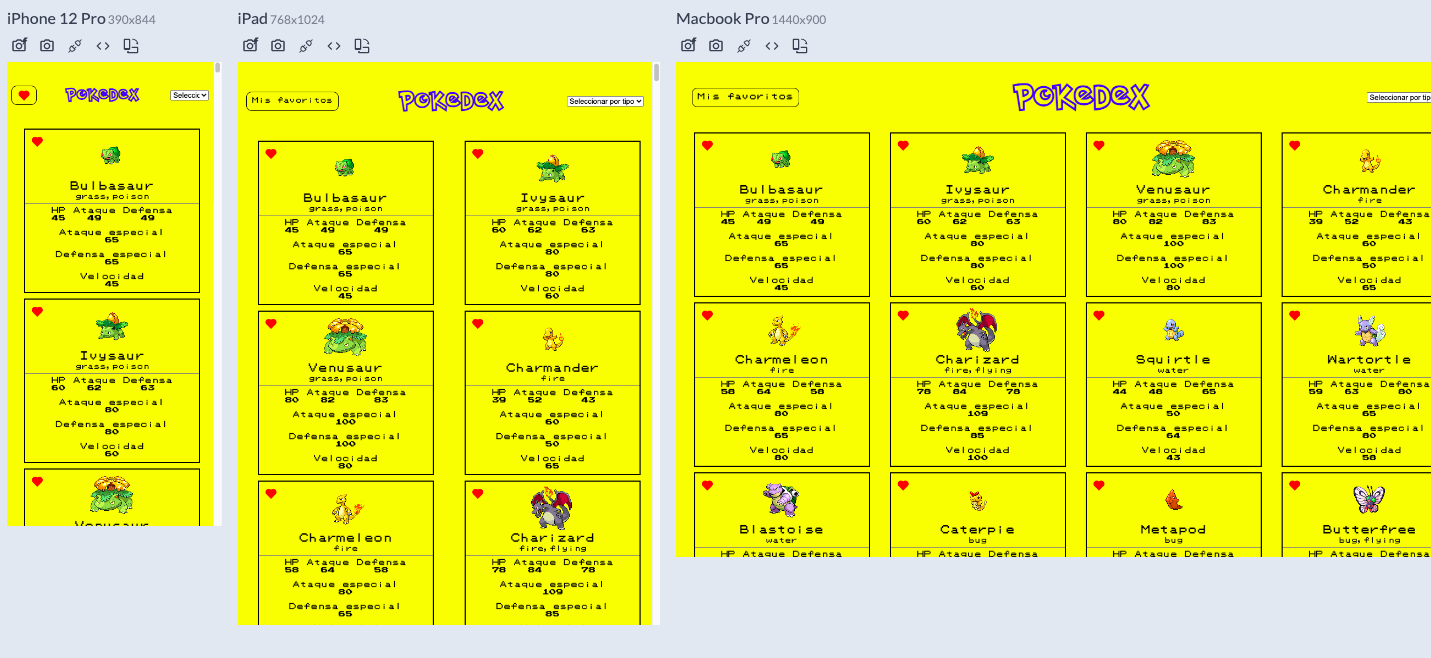 iPhone 12 Pro 390x844
Pokedex
Selecció
Bulbasaur
grass, poison
HP Ataque Defensa
45 49 49
Ataque especial
65
Defensa especial
65
Velocidad
45
Ivysaur
grass, poison
HP Ataque Defensa
60 62 63
Ataque especial
80
Defensa especial
80
Velocidad
60
Venusaur
iPad 768x1024
Mis favoritos
Pokedex
Seleccionar por tipo
Bulbasaur
grass, poison
HP Ataque Defensa
45 49 49
Ataque especial
65
Defensa especial
65
Velocidad
45
Ivysaur
grass, poison
HP Ataque Defensa
60 62 63
Ataque especial
80
Defensa especial
80
Velocidad
60
Venusaur
grass, poison
HP Ataque Defensa
80 82 83
Ataque especial
100
Defensa especial
100
Velocidad
80
Charmander
fire
HP Ataque Defensa
39 52 43
Ataque especial
60
Defensa especial
50
Velocidad
65
Charmeleon
fire
HP Ataque Defensa
58 64 58
Ataque especial
80
Defensa especial
65
Charizard
fire, flying
HP Ataque Defensa
78 84 78
Ataque especial
109
Defensa especial
85
Macbook Pro 1440x900
Mis favoritos
Pokedex
Seleccionar por tip
Bulbasaur
grass, poison
HP Ataque Defensa
45 49 49
Ataque especial
65
Defensa especial
65
Velocidad
45
Ivysaur
grass, poison
HP Ataque Defensa
60 62 63
Ataque especial
80
Defensa especial
80
Velocidad
60
Venusaur
grass, poison
HP Ataque Defensa
80 82 83
Ataque especial
100
Defensa especial
100
Velocidad
80
Charmander
fire
HP Ataque Defensa
39 52 43
Ataque especial
60
Defensa especial
50
Velocidad
65
Charmeleon
fire
HP Ataque Defensa
58 64 58
Ataque especial
80
Defensa especial
65
Velocidad
80
Charizard
fire, flying
HP Ataque Defensa
78 84 78
Ataque especial
109
Defensa especial
85
Velocidad
100
Squirtle
water
HP Ataque Defensa
44 48 65
Ataque especial
50
Defensa especial
64
Velocidad
43
Wartortle
water
HP Ataque Defensa
59 63 80
Ataque especial
65
Defensa especial
80
Velocidad
58
Blastoise
water
HP Ataque Defensa
Caterpie
bug
HP Ataque Defensa
Metapod
bug
HP Ataque Defensa
Butterfree
bug, flying
HP Ataque Defensa